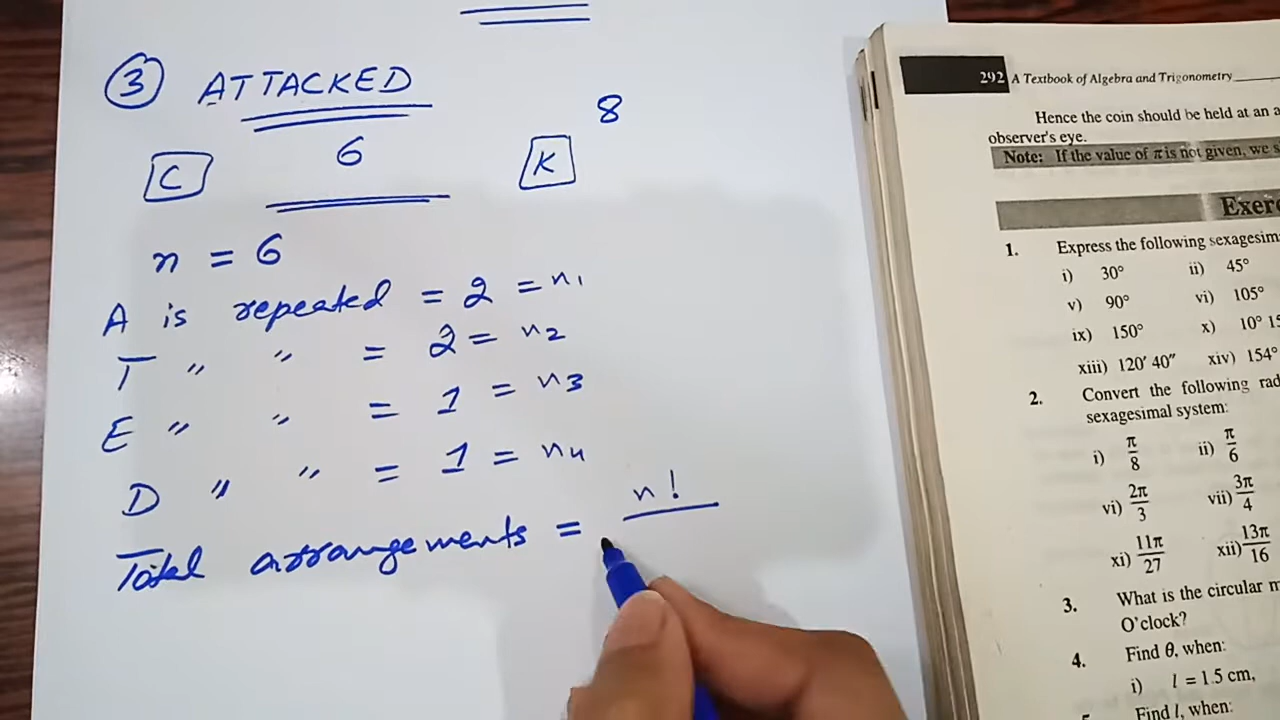 ③ ATTACKED
8
C 6 K
n = 6
A is repeated = 2 = n₁
T " " = 2 = n₂
E " " = 1 = n₃
D " " = 1 = n₄
Total arrangements = n!
292 A Textbook of Algebra and Trigonometry
Hence the coin should be held at an a
observer's eye.
Note: If the value of π is not given, we s
Exer
1. Express the following sexagesim
i) 30° ii) 45°
v) 90° vi) 105°
ix) 150° x) 10° 15
xiii) 120′ 40″ xiv) 154°
2. Convert the following rad
sexagesimal system:
i) π/8 ii) π/6
vi) 2π/3 vii) 3π/4
xi) 11π/27 xii) 13π/16
3. What is the circular m
O'clock?
4. Find θ, when:
i) l = 1.5 cm,
Find l, when: